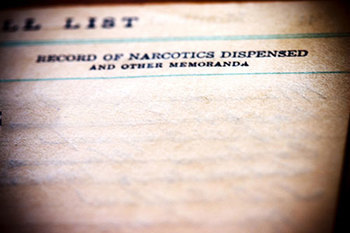 LL LIST
RECORD OF NARCOTICS DISPENSED
AND OTHER MEMORANDA